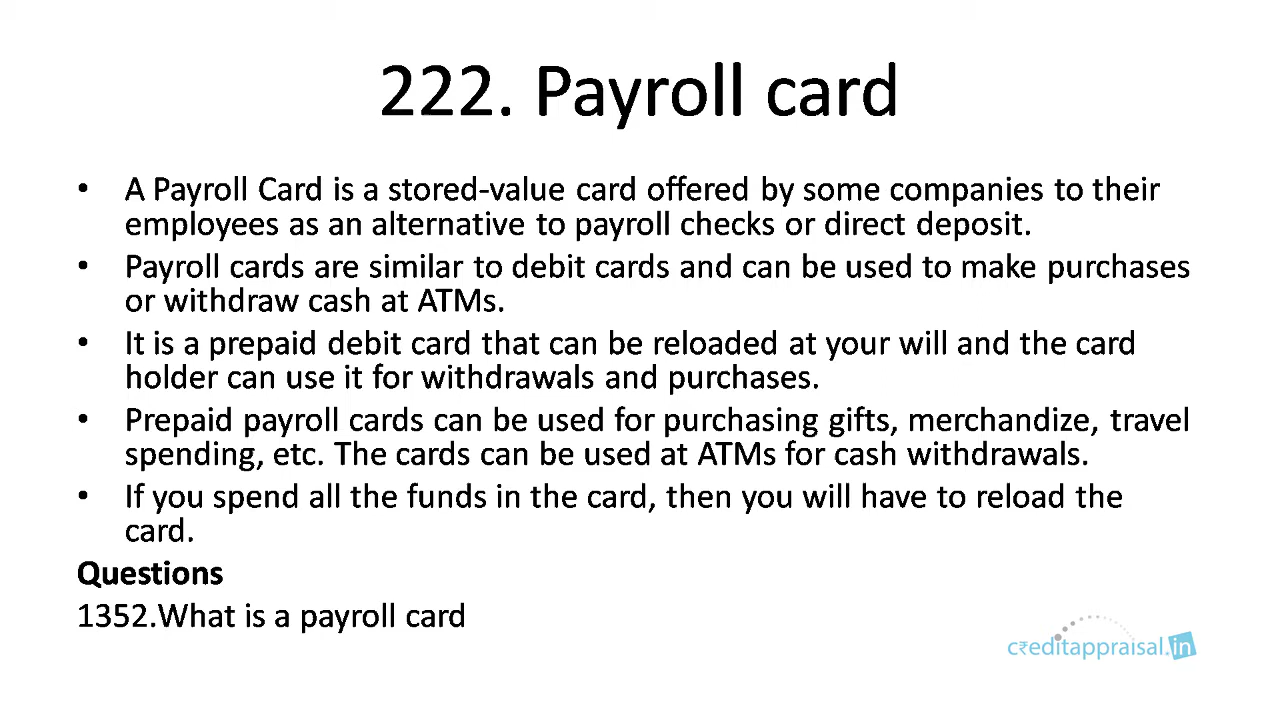 222. Payroll card
• A Payroll Card is a stored-value card offered by some companies to their
employees as an alternative to payroll checks or direct deposit.
• Payroll cards are similar to debit cards and can be used to make purchases
or withdraw cash at ATMs.
• It is a prepaid debit card that can be reloaded at your will and the card
holder can use it for withdrawals and purchases.
• Prepaid payroll cards can be used for purchasing gifts, merchandize, travel
spending, etc. The cards can be used at ATMs for cash withdrawals.
• If you spend all the funds in the card, then you will have to reload the
card.
Questions
1352.What is a payroll card
c₹editappraisal.in